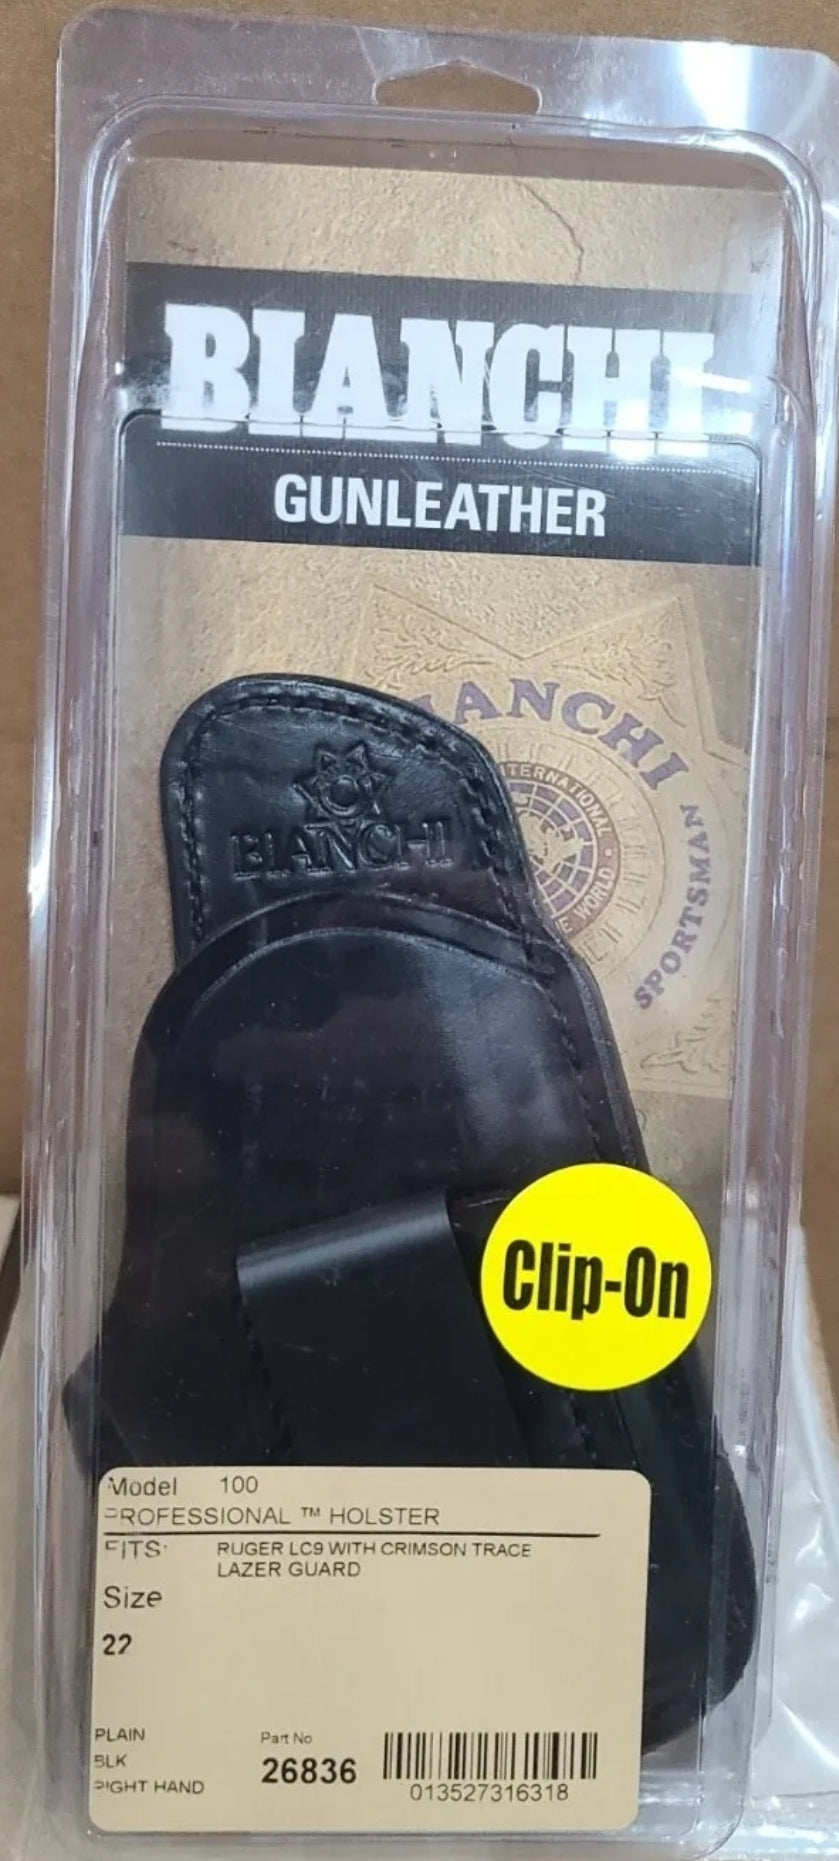 BIANCHI
GUNLEATHER
BIANCHI
SPORTSMAN
BIANCHI
Clip-On
Model 100
PROFESSIONAL ™ HOLSTER
FITS: RUGER LC9 WITH CRIMSON TRACE
LAZER GUARD
Size
22
PLAIN
BLK
RIGHT HAND
Part No
26836
013527316318